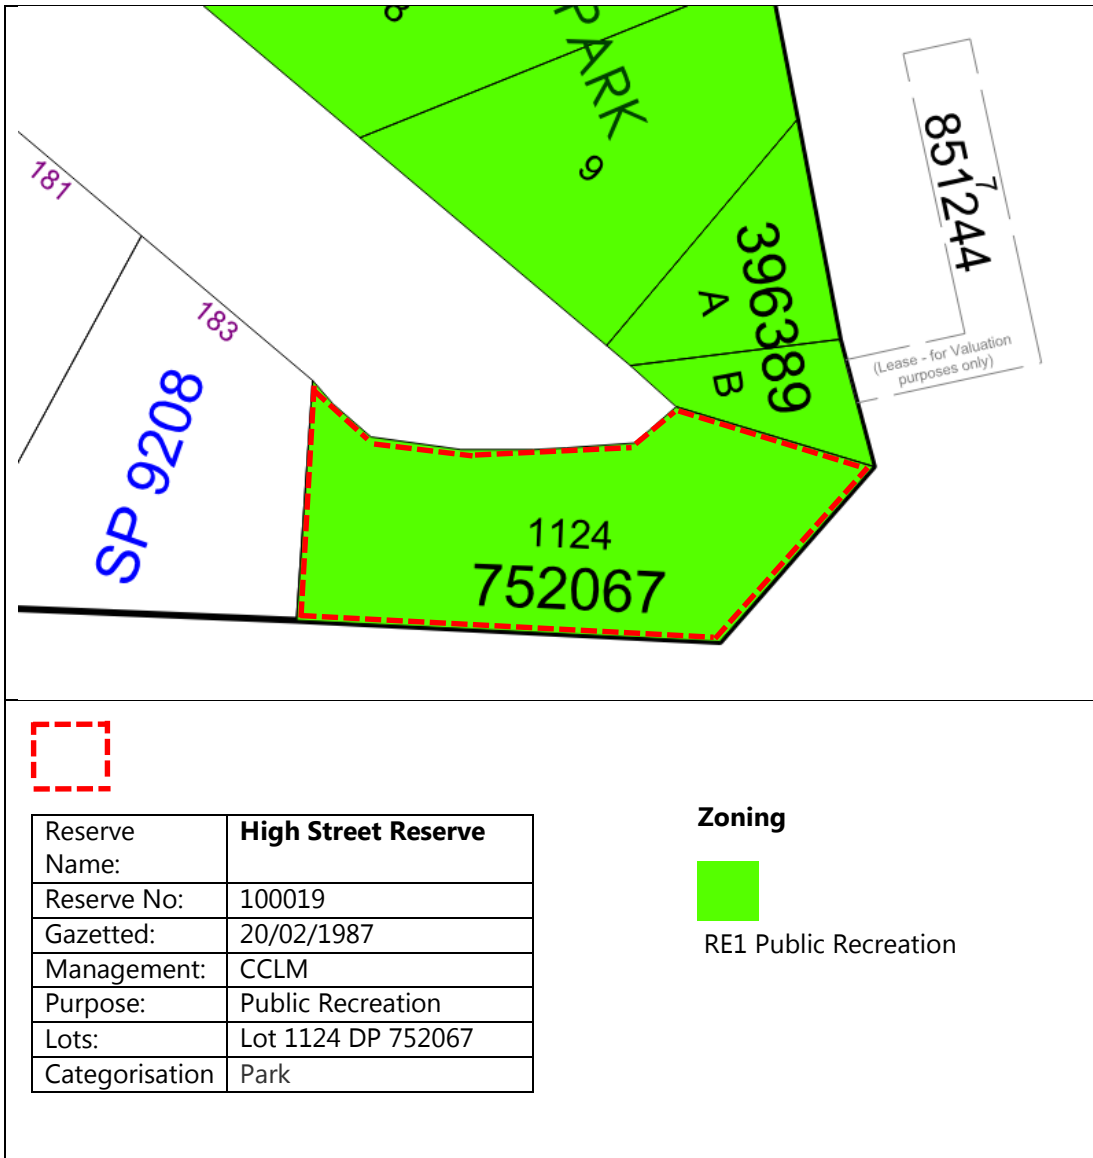 8
PARK
9
181
183
SP 9208
A
B
396389
851244
7
(Lease - for Valuation
purposes only)
1124
752067
Reserve
Name:
High Street Reserve
Reserve No: 100019
Gazetted: 20/02/1987
Management: CCLM
Purpose: Public Recreation
Lots: Lot 1124 DP 752067
Categorisation Park
Zoning
RE1 Public Recreation